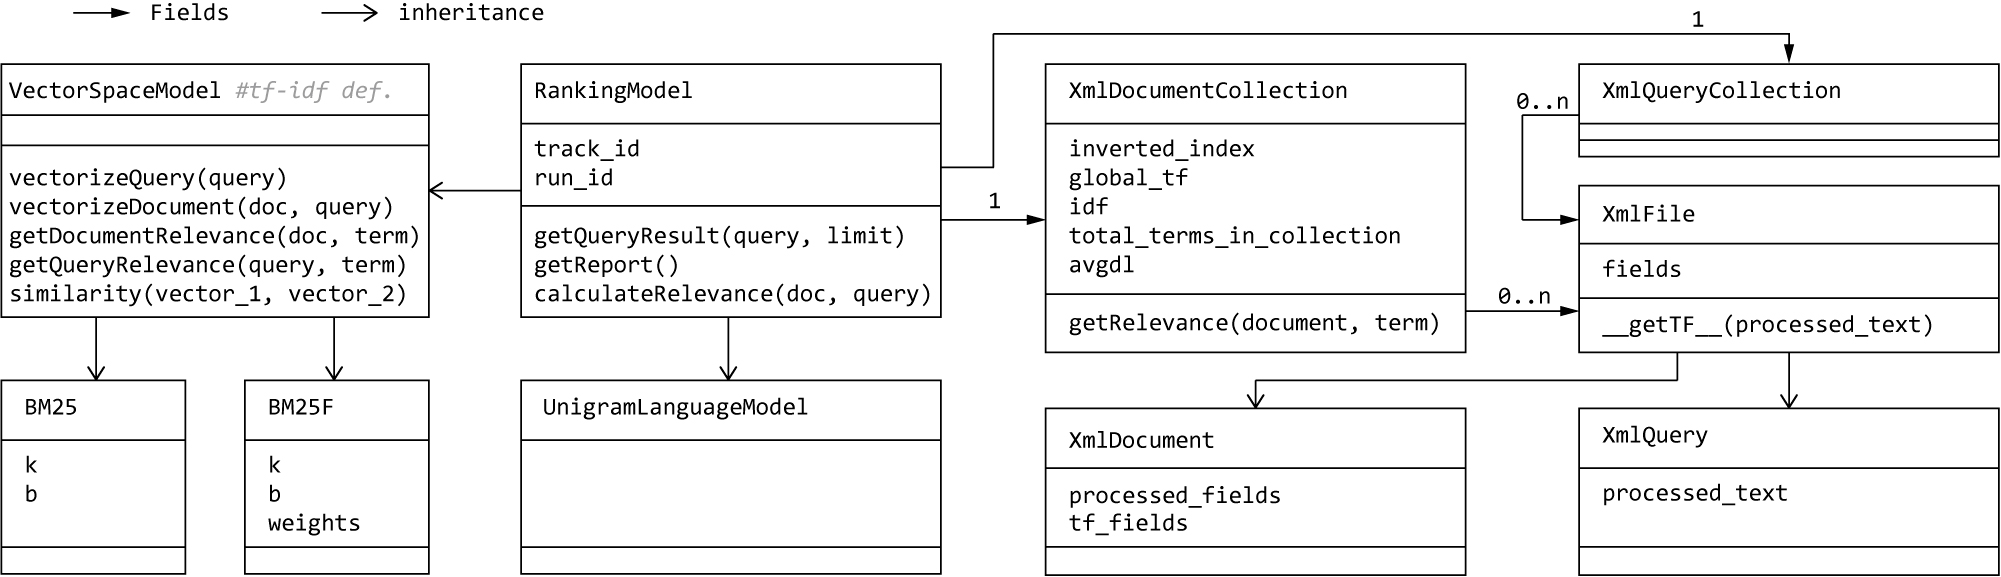 Fields
inheritance
VectorSpaceModel #tf-idf def.
vectorizeQuery(query)
vectorizeDocument(doc, query)
getDocumentRelevance(doc, term)
getQueryRelevance(query, term)
similarity(vector_1, vector_2)
RankingModel
track_id
run_id
getQueryResult(query, limit)
getReport()
calculateRelevance(doc, query)
1
1
XmlDocumentCollection
inverted_index
global_tf
idf
total_terms_in_collection
avgdl
getRelevance(document, term)
XmlQueryCollection
0..n
0..n
XmlFile
fields
__getTF__(processed_text)
BM25
k
b
BM25F
k
b
weights
UnigramLanguageModel
XmlDocument
processed_fields
tf_fields
XmlQuery
processed_text